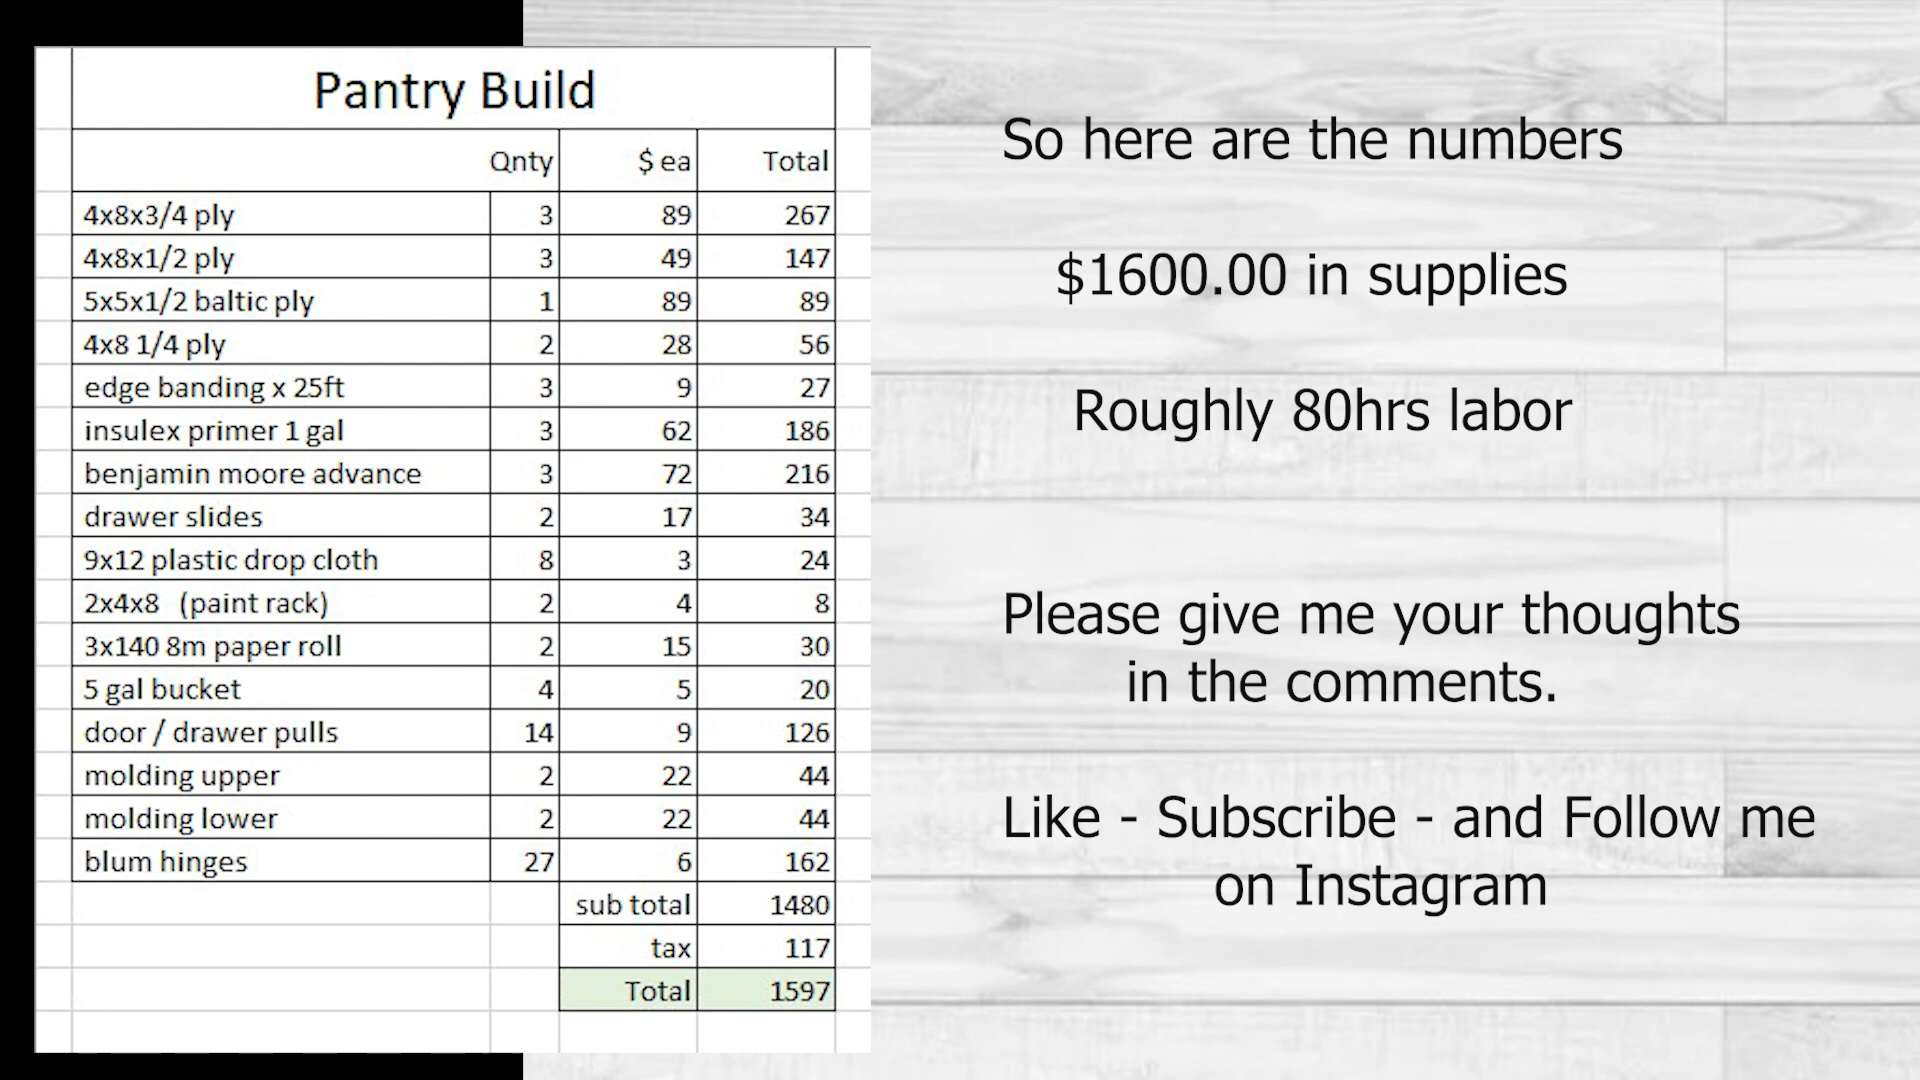 Pantry Build
Qnty $ ea Total
4x8x3/4 ply 3 89 267
4x8x1/2 ply 3 49 147
5x5x1/2 baltic ply 1 89 89
4x8 1/4 ply 2 28 56
edge banding x 25ft 3 9 27
insulex primer 1 gal 3 62 186
benjamin moore advance 3 72 216
drawer slides 2 17 34
9x12 plastic drop cloth 8 3 24
2x4x8 (paint rack) 2 4 8
3x140 8m paper roll 2 15 30
5 gal bucket 4 5 20
door / drawer pulls 14 9 126
molding upper 2 22 44
molding lower 2 22 44
blum hinges 27 6 162
sub total 1480
tax 117
Total 1597
So here are the numbers
$1600.00 in supplies
Roughly 80hrs labor
Please give me your thoughts
in the comments.
Like - Subscribe - and Follow me
on Instagram